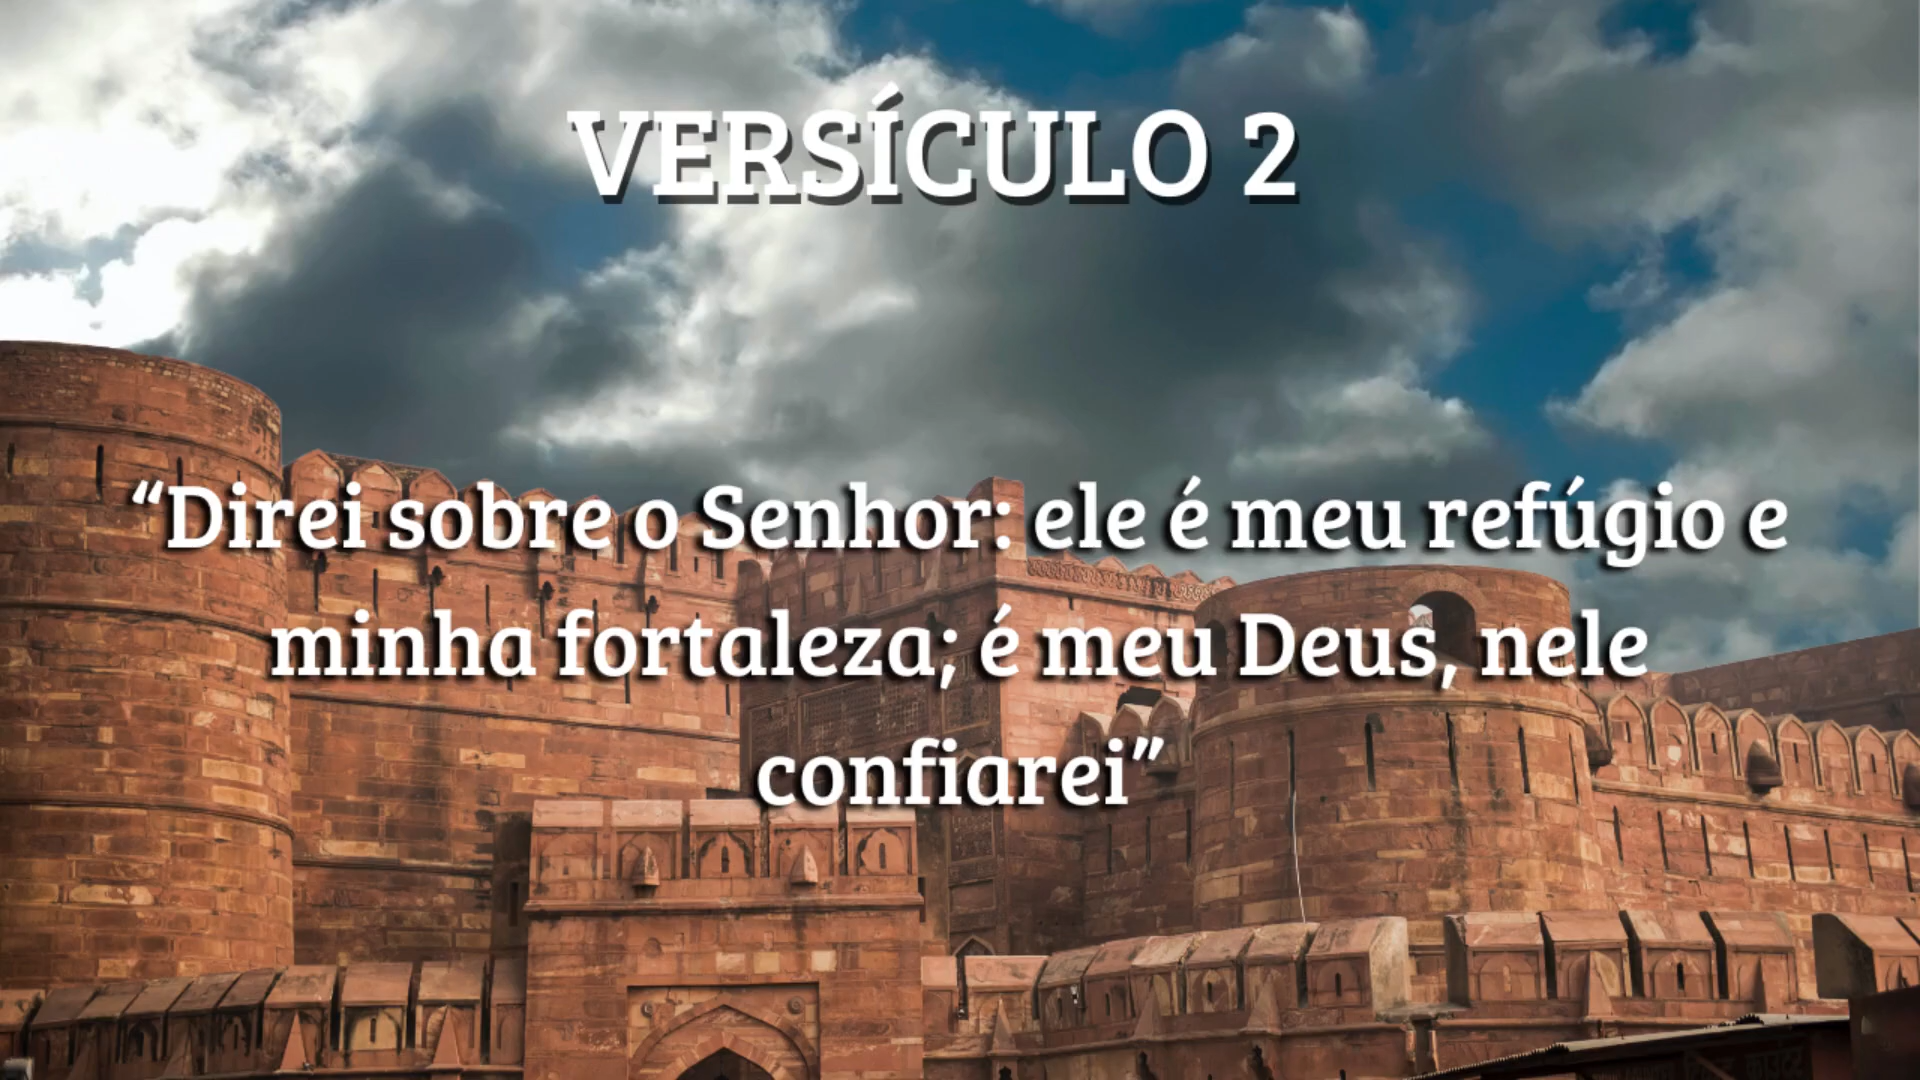 VERSÍCULO 2
“Direi sobre o Senhor: ele é meu refúgio e
minha fortaleza; é meu Deus, nele
confiarei”